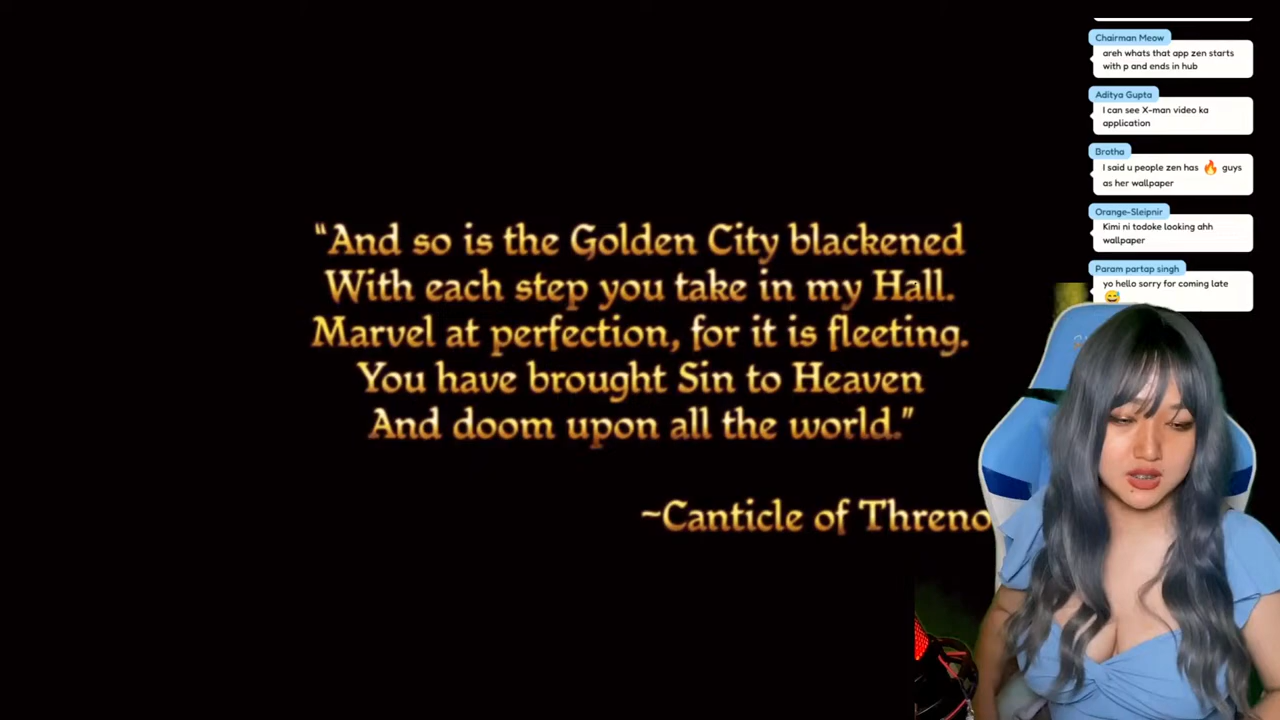 “And so is the Golden City blackened
With each step you take in my Hall.
Marvel at perfection, for it is fleeting.
You have brought Sin to Heaven
And doom upon all the world.”
~Canticle of Threno
Chairman Meow
areh whats that app zen starts
with p and ends in hub
Aditya Gupta
I can see X-man video ka
application
Brotha
I said u people zen has 🔥 guys
as her wallpaper
Orange-Sleipnir
Kimi ni todoke looking ahh
wallpaper
Param partap singh
yo hello sorry for coming late
😅